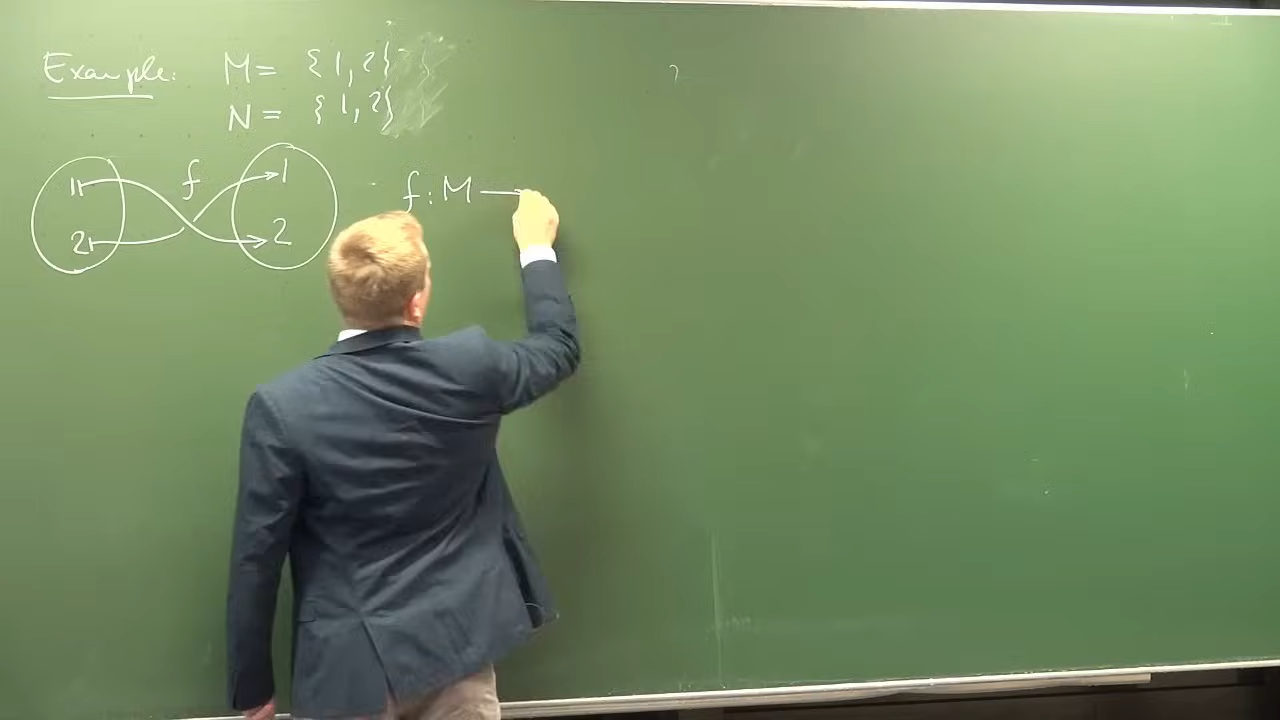 Example: M = {1, 2}
N = {1, 2}
f
1 1
2 2
f: M →